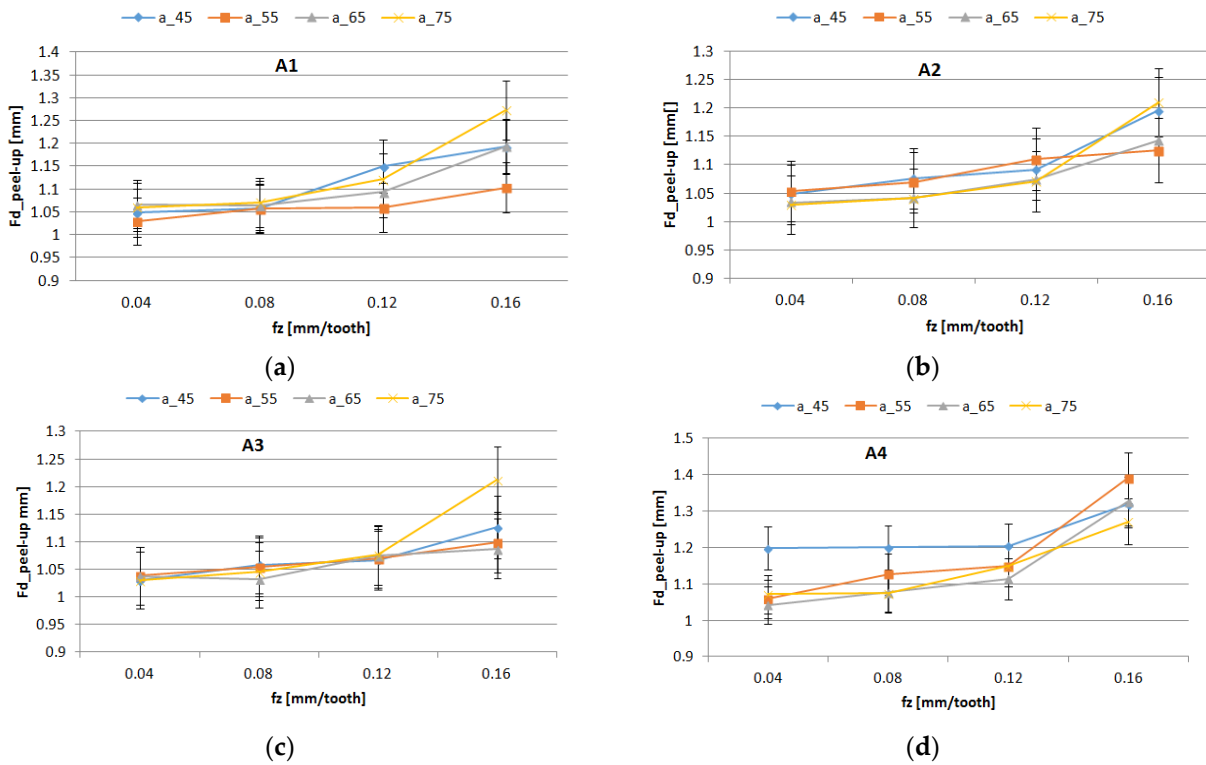 a_45 a_55 a_65 a_75
A1
Fd_peel-up [mm]
1.4
1.35
1.3
1.25
1.2
1.15
1.1
1.05
1
0.95
0.9
0.04 0.08 0.12 0.16
fz [mm/tooth]
(a)
a_45 a_55 a_65 a_75
A2
Fd_peel-up [mm[]
1.3
1.25
1.2
1.15
1.1
1.05
1
0.95
0.9
0.04 0.08 0.12 0.16
fz [mm/tooth]
(b)
a_45 a_55 a_65 a_75
A3
Fd_peel-up mm]
1.3
1.25
1.2
1.15
1.1
1.05
1
0.95
0.9
0.04 0.08 0.12 0.16
fz [mm/tooth]
(c)
a_45 a_55 a_65 a_75
A4
Fd_peel-up [mm]
1.5
1.4
1.3
1.2
1.1
1
0.9
0.04 0.08 0.12 0.16
fz [mm/tooth]
(d)